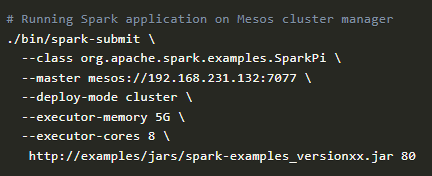 # Running Spark application on Mesos cluster manager
./bin/spark-submit \
--class org.apache.spark.examples.SparkPi \
--master mesos://192.168.231.132:7077 \
--deploy-mode cluster \
--executor-memory 5G \
--executor-cores 8 \
http://examples/jars/spark-examples_versionxx.jar 80